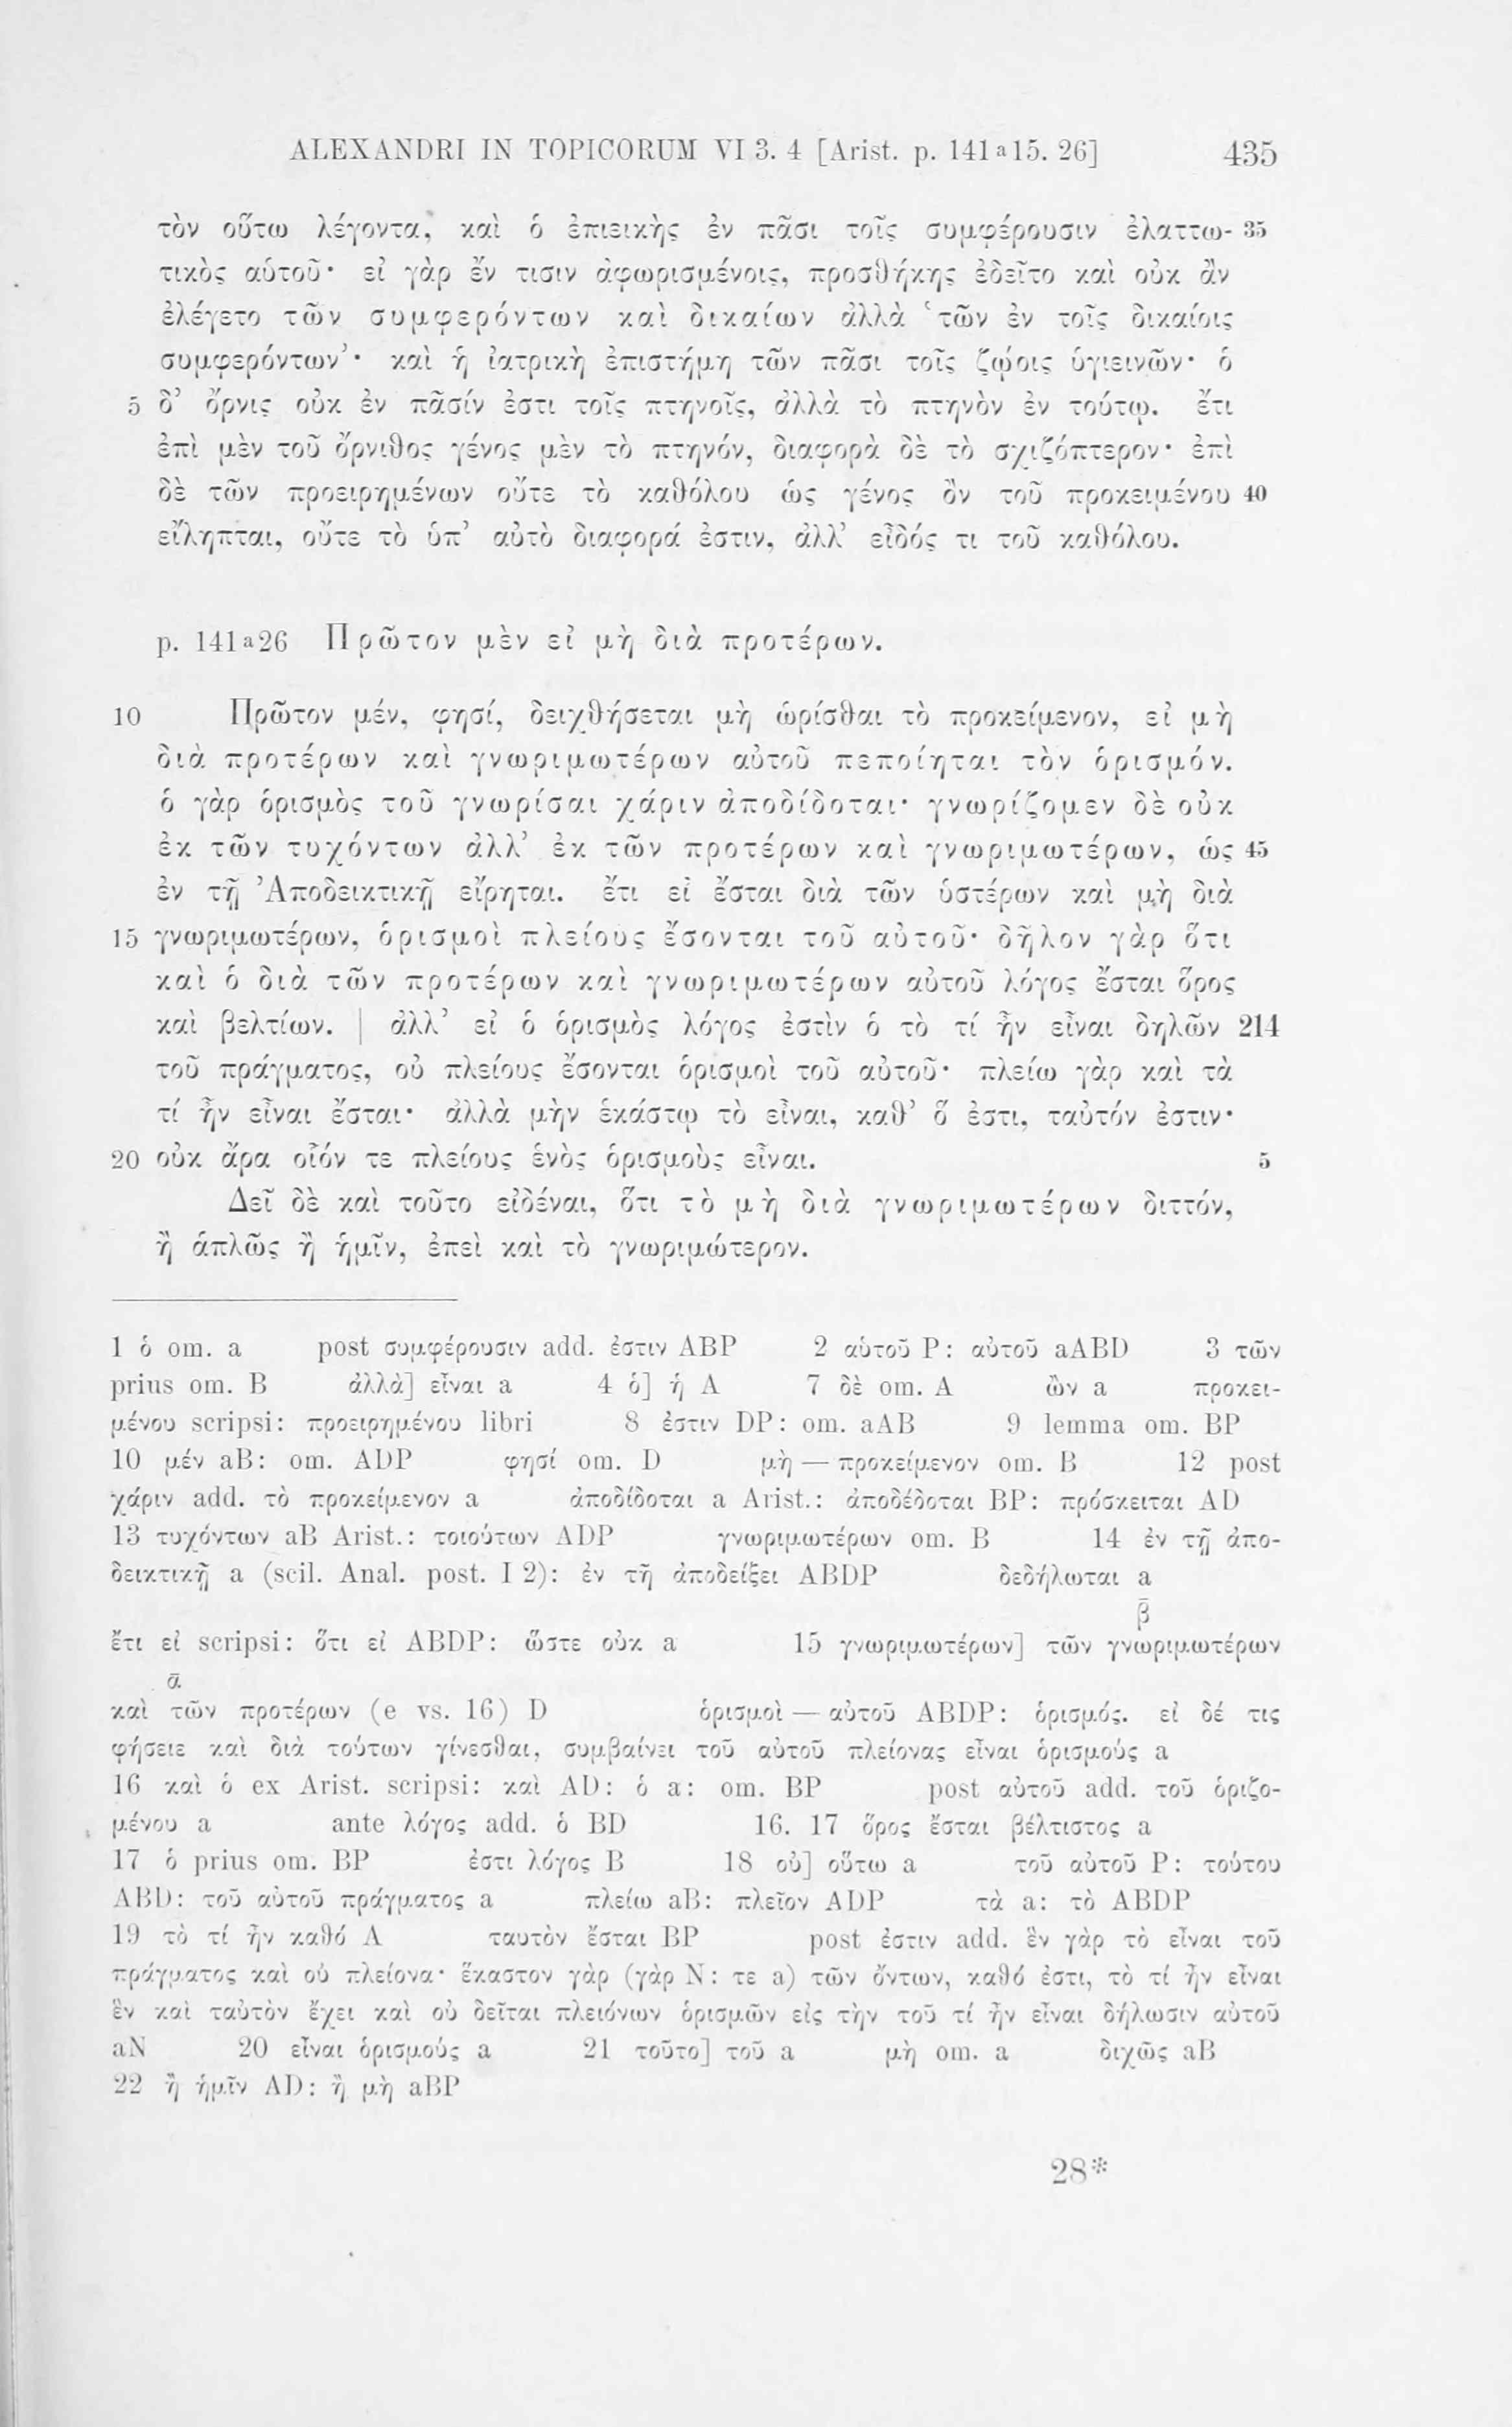 ALEXANDRI IN TOPICORUM VI 3. 4 [Arist. p. 141 a 15. 26] 435
τὸν οὕτω λέγοντα, καὶ ὁ ἐπιεικὴς ἐν πᾶσι τοῖς συμφέρουσιν ἐλαττω- 35
τικὸς αὑτοῦ· εἰ γὰρ ἔν τισιν ἀφωρισμένοις, προσθήκης ἐδεῖτο καὶ οὐκ ἂν
ἐλέγετο τῶν συμφερόντων καὶ δικαίων ἀλλὰ ‘τῶν ἐν τοῖς δικαίοις
συμφερόντων’· καὶ ἡ ἰατρικὴ ἐπιστήμη τῶν πᾶσι τοῖς ζῴοις ὑγιεινῶν· ὁ
5 δ’ ὄρνις οὐκ ἐν πᾶσίν ἐστι τοῖς πτηνοῖς, ἀλλὰ τὸ πτηνὸν ἐν τούτῳ. ἔτι
ἐπὶ μὲν τοῦ ὄρνιθος γένος μὲν τὸ πτηνόν, διαφορὰ δὲ τὸ σχιζόπτερον· ἐπὶ
δὲ τῶν προειρημένων οὔτε τὸ καθόλου ὡς γένος ὂν τοῦ προκειμένου 40
εἴληπται, οὔτε τὸ ὑπ’ αὐτὸ διαφορά ἐστιν, ἀλλ’ εἶδός τι τοῦ καθόλου.
p. 141 a 26 Πρῶτον μὲν εἰ μὴ διὰ προτέρων.
10 Πρῶτον μέν, φησί, δειχθήσεται μὴ ὡρίσθαι τὸ προκείμενον, εἰ μὴ
διὰ προτέρων καὶ γνωριμωτέρων αὐτοῦ πεποίηται τὸν ὁρισμόν.
ὁ γὰρ ὁρισμὸς τοῦ γνωρίσαι χάριν ἀποδίδοται· γνωρίζομεν δὲ οὐκ
ἐκ τῶν τυχόντων ἀλλ’ ἐκ τῶν προτέρων καὶ γνωριμωτέρων, ὡς 45
ἐν τῇ Ἀποδεικτικῇ εἴρηται. ἔτι εἰ ἔσται διὰ τῶν ὑστέρων καὶ μὴ διὰ
15 γνωριμωτέρων, ὁρισμοὶ πλείους ἔσονται τοῦ αὐτοῦ· δῆλον γὰρ ὅτι
καὶ ὁ διὰ τῶν προτέρων καὶ γνωριμωτέρων αὐτοῦ λόγος ἔσται ὅρος
καὶ βελτίων. | ἀλλ’ εἰ ὁ ὁρισμὸς λόγος ἐστὶν ὁ τὸ τί ἦν εἶναι δηλῶν 214
τοῦ πράγματος, οὐ πλείους ἔσονται ὁρισμοὶ τοῦ αὐτοῦ· πλείω γὰρ καὶ τὰ
τί ἦν εἶναι ἔσται· ἀλλὰ μὴν ἑκάστῳ τὸ εἶναι, καθ’ ὅ ἐστι, ταὐτόν ἐστιν·
20 οὐκ ἄρα οἷόν τε πλείους ἑνὸς ὁρισμοὺς εἶναι. 5
Δεῖ δὲ καὶ τοῦτο εἰδέναι, ὅτι τὸ μὴ διὰ γνωριμωτέρων διττόν,
ἢ ἁπλῶς ἢ ἡμῖν, ἐπεὶ καὶ τὸ γνωριμώτερον.
1 ὁ om. a post συμφέρουσιν add. ἐστιν ABP 2 αὑτοῦ P: αὐτοῦ aABD 3 τῶν
prius om. B ἀλλὰ] εἶναι a 4 ὁ] ἡ A 7 δὲ om. A ὢν a προκει-
μένου scripsi: προειρημένου libri 8 ἐστιν DP: om. aAB 9 lemma om. BP
10 μέν aB: om. ADP φησί om. D μὴ — προκείμενον om. B 12 post
χάριν add. τὸ προκείμενον a ἀποδίδοται a Arist.: ἀποδέδοται BP: πρόσκειται AD
13 τυχόντων aB Arist.: τοιούτων ADP γνωριμωτέρων om. B 14 ἐν τῇ ἀπο-
δεικτικῇ a (scil. Anal. post. I 2): ἐν τῇ ἀποδείξει ABDP δεδήλωται a
β̄
ἔτι εἰ scripsi: ὅτι εἰ ABDP: ὥστε οὐκ a 15 γνωριμωτέρων] τῶν γνωριμωτέρων
ᾱ
καὶ τῶν προτέρων (e vs. 16) D ὁρισμοὶ — αὐτοῦ ABDP: ὁρισμός. εἰ δέ τις
φήσειε καὶ διὰ τούτων γίνεσθαι, συμβαίνει τοῦ αὐτοῦ πλείονας εἶναι ὁρισμούς a
16 καὶ ὁ ex Arist. scripsi: καὶ AD: ὁ a: om. BP post αὐτοῦ add. τοῦ ὁριζο-
μένου a ante λόγος add. ὁ BD 16. 17 ὅρος ἔσται βέλτιστος a
17 ὁ prius om. BP ἐστι λόγος B 18 οὐ] οὕτω a τοῦ αὐτοῦ P: τούτου
ABD: τοῦ αὐτοῦ πράγματος a πλείω aB: πλεῖον ADP τὰ a: τὸ ABDP
19 τὸ τί ἦν καθό A ταυτὸν ἔσται BP post ἐστιν add. ἓν γὰρ τὸ εἶναι τοῦ
πράγματος καὶ οὐ πλείονα· ἕκαστον γὰρ (γὰρ N: τε a) τῶν ὄντων, καθό ἐστι, τὸ τί ἦν εἶναι
ἓν καὶ ταὐτὸν ἔχει καὶ οὐ δεῖται πλειόνων ὁρισμῶν εἰς τὴν τοῦ τί ἦν εἶναι δήλωσιν αὐτοῦ
aN 20 εἶναι ὁρισμούς a 21 τοῦτο] τοῦ a μὴ om. a διχῶς aB
22 ἢ ἡμῖν AD: ἢ μὴ aBP
28*